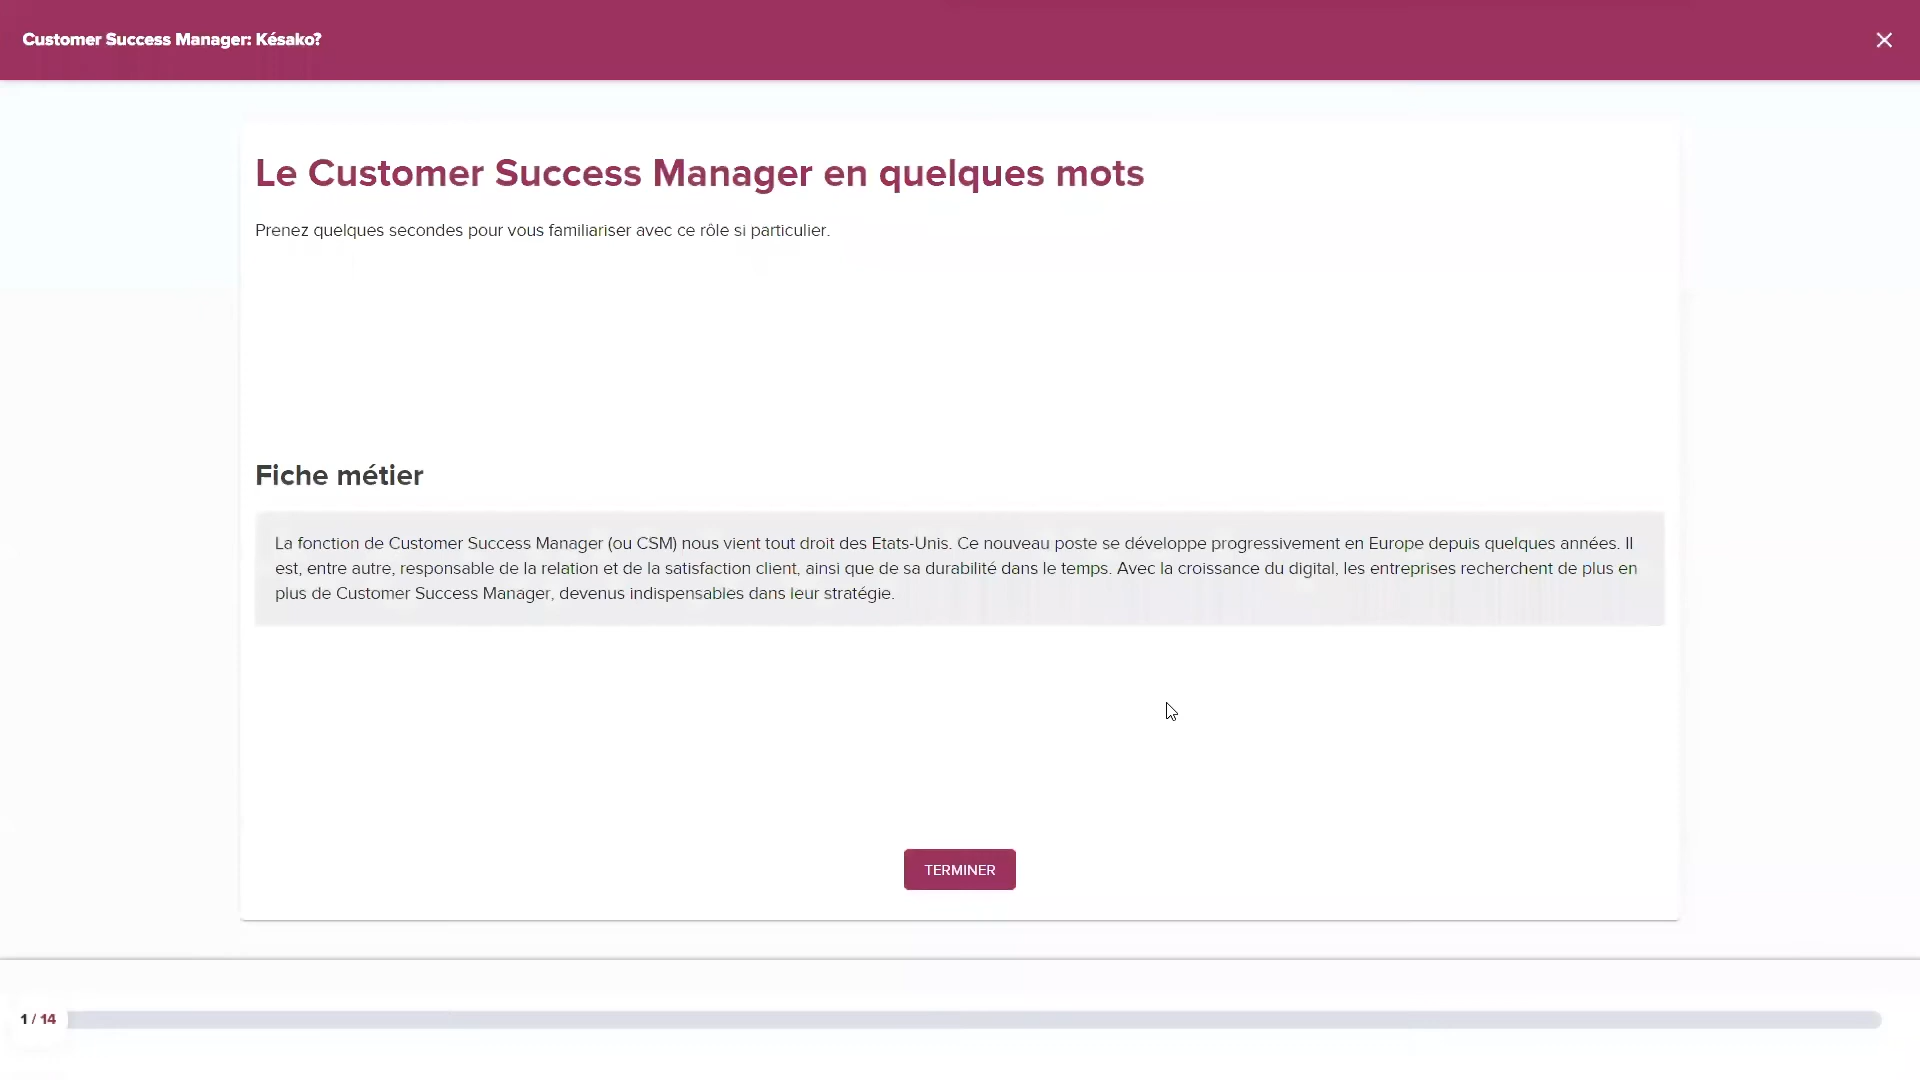 Customer Success Manager: Késako?
Le Customer Success Manager en quelques mots
Prenez quelques secondes pour vous familiariser avec ce rôle si particulier.
Fiche métier
La fonction de Customer Success Manager (ou CSM) nous vient tout droit des Etats-Unis. Ce nouveau poste se développe progressivement en Europe depuis quelques années. Il
est, entre autre, responsable de la relation et de la satisfaction client, ainsi que de sa durabilité dans le temps. Avec la croissance du digital, les entreprises recherchent de plus en
plus de Customer Success Manager, devenus indispensables dans leur stratégie.
TERMINER
1 / 14